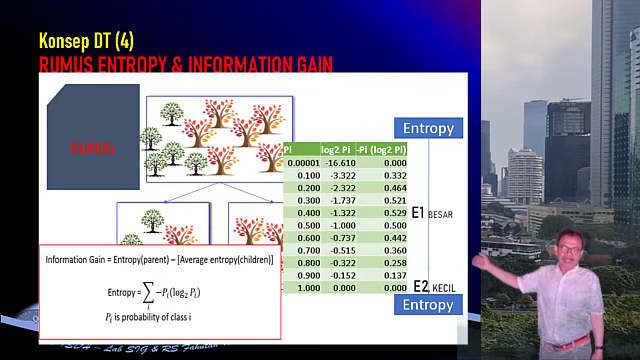 Konsep DT (4)
RUMUS ENTROPY & INFORMATION GAIN
RUMUS
Entropy
Pi log2 Pi -Pi (log2 Pi)
0.00001 -16.610 0.000
0.100 -3.322 0.332
0.200 -2.322 0.464
0.300 -1.737 0.521
0.400 -1.322 0.529
0.500 -1.000 0.500
0.600 -0.737 0.442
0.700 -0.515 0.360
0.800 -0.322 0.258
0.900 -0.152 0.137
1.000 0.000 0.000
E1 BESAR
E2 KECIL
Entropy
Information Gain = Entropy(parent) – [Average entropy(children)]
Entropy = ∑i −Pi(log2 Pi)
Pi is probability of class i
Lab SIG & RS Fakultas